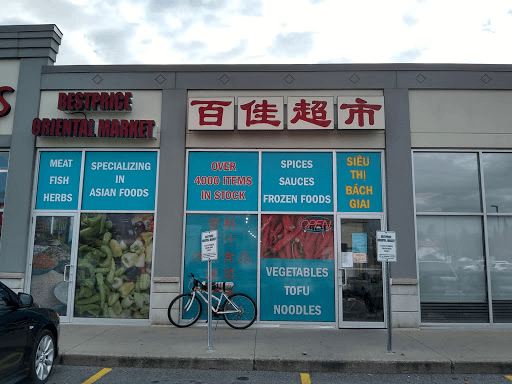 BESTPRICE
ORIENTAL MARKET
百佳超市
MEAT
FISH
HERBS
SPECIALIZING
IN
ASIAN FOODS
OVER
4000 ITEMS
IN STOCK
SPICES
SAUCES
FROZEN FOODS
SIÊU
THỊ
BÁCH
GIAI
OPEN
VEGETABLES
TOFU
NOODLES